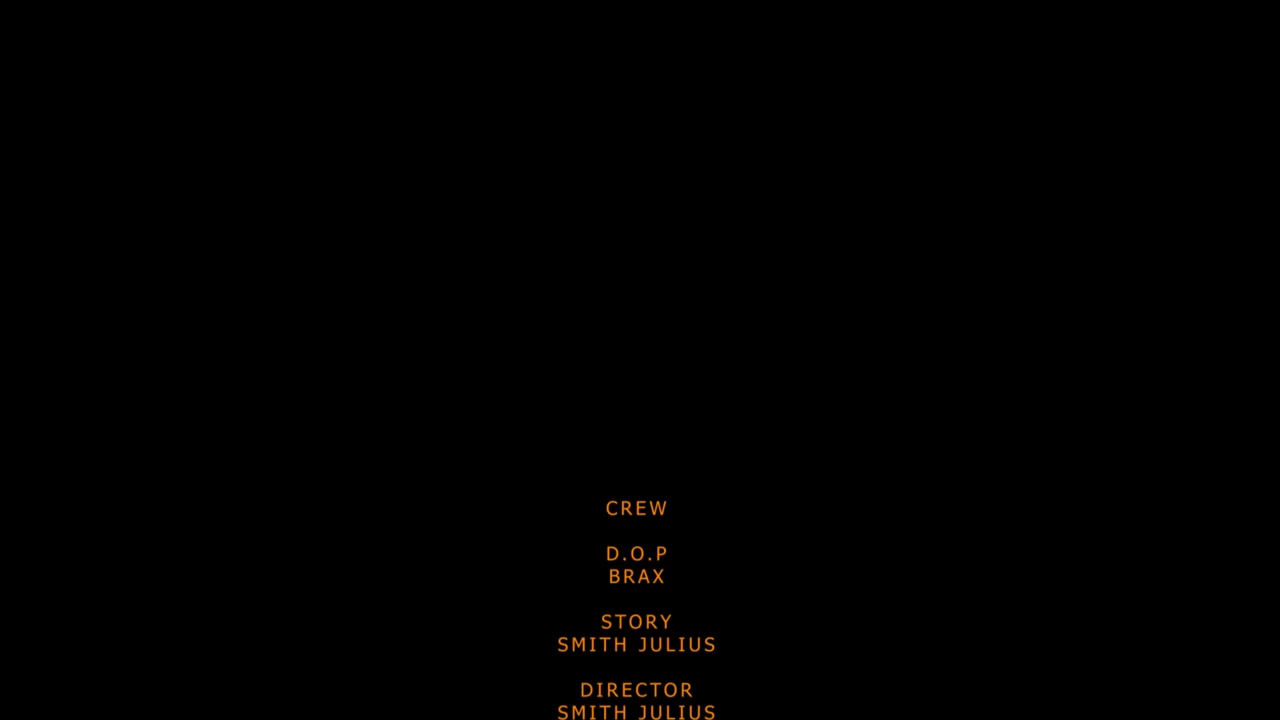 CREW
D.O.P
BRAX
STORY
SMITH JULIUS
DIRECTOR
SMITH JULIUS